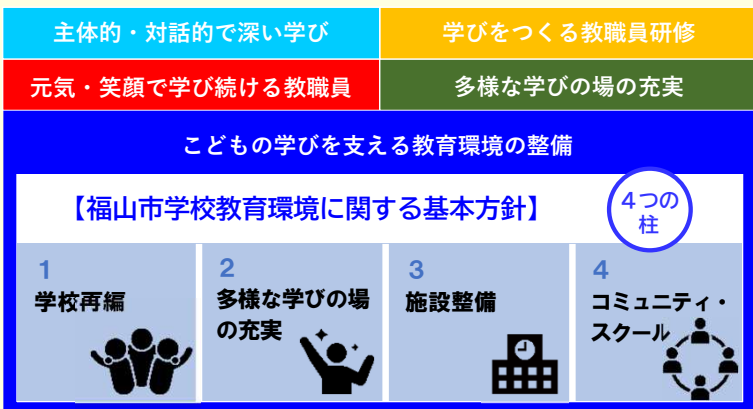 主体的・対話的で深い学び
学びをつくる教職員研修
元気・笑顔で学び続ける教職員
多様な学びの場の充実
こどもの学びを支える教育環境の整備
【福山市学校教育環境に関する基本方針】
４つの
柱
1
学校再編
2
多様な学びの場
の充実
3
施設整備
4
コミュニティ・
スクール